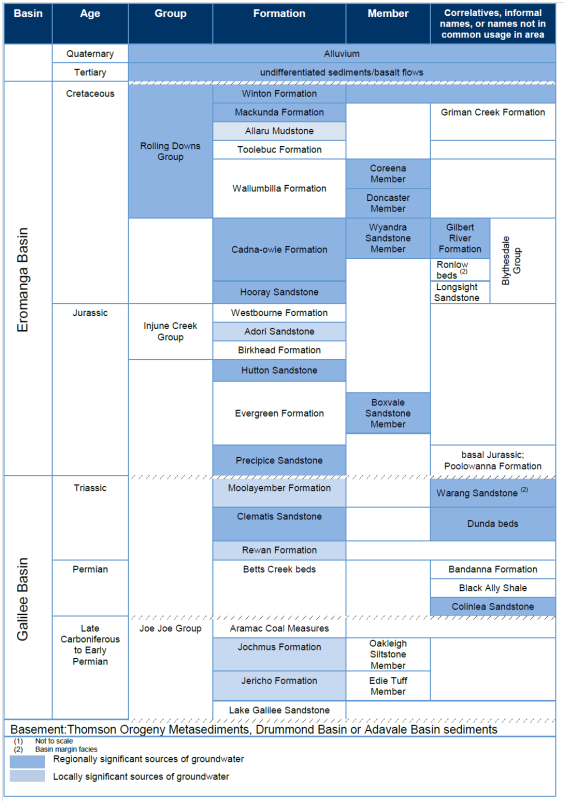 Basin
Age
Group
Formation
Member
Correlatives, informal
names, or names not in
common usage in area
Quaternary
Alluvium
Tertiary
undifferentiated sediments/basalt flows
Eromanga Basin
Cretaceous
Rolling Downs
Group
Winton Formation
Mackunda Formation
Griman Creek Formation
Allaru Mudstone
Toolebuc Formation
Wallumbilla Formation
Coreena
Member
Doncaster
Member
Cadna-owie Formation
Wyandra
Sandstone
Member
Gilbert
River
Formation
Ronlow
beds (2)
Blythesdale
Group
Hooray Sandstone
Longsight
Sandstone
Jurassic
Injune Creek
Group
Westbourne Formation
Adori Sandstone
Birkhead Formation
Hutton Sandstone
Evergreen Formation
Boxvale
Sandstone
Member
Precipice Sandstone
basal Jurassic;
Poolowanna Formation
Galilee Basin
Triassic
Moolayember Formation
Warang Sandstone (2)
Clematis Sandstone
Dunda beds
Rewan Formation
Permian
Betts Creek beds
Bandanna Formation
Black Ally Shale
Colinlea Sandstone
Late
Carboniferous
to Early
Permian
Joe Joe Group
Aramac Coal Measures
Jochmus Formation
Oakleigh
Siltstone
Member
Jericho Formation
Edie Tuff
Member
Lake Galilee Sandstone
Basement:Thomson Orogeny Metasediments, Drummond Basin or Adavale Basin sediments
(1) Not to scale
(2) Basin margin facies
Regionally significant sources of groundwater
Locally significant sources of groundwater